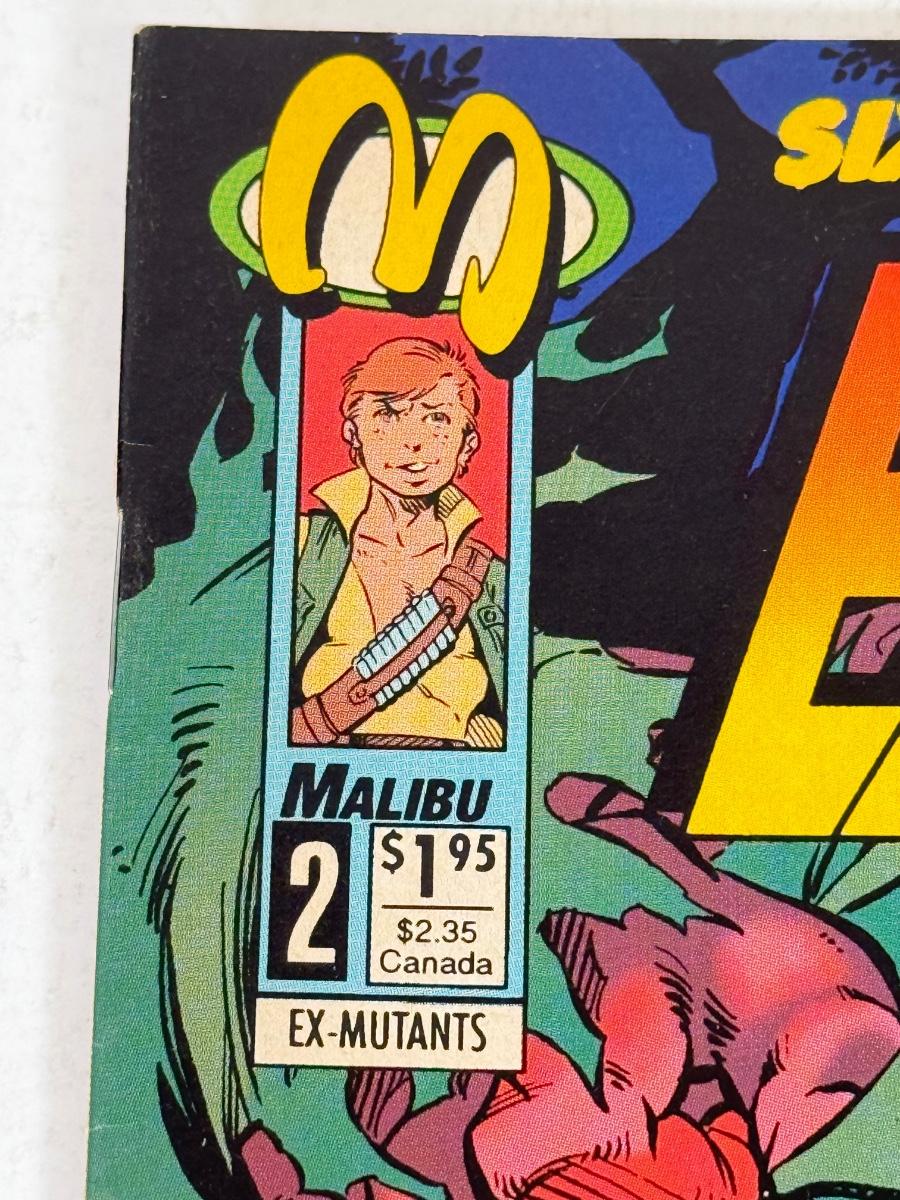 M
MALIBU
2
$1.95
$2.35
Canada
EX-MUTANTS